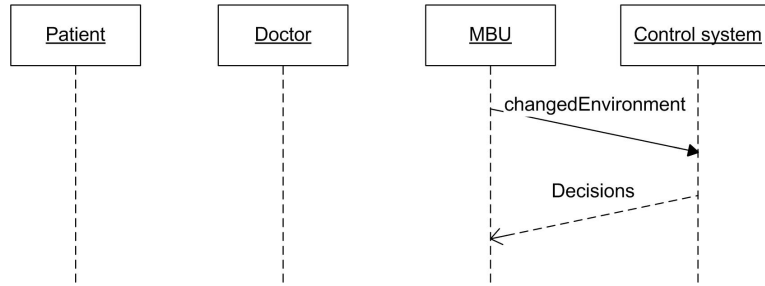 Patient
Doctor
MBU
Control system
changedEnvironment
Decisions